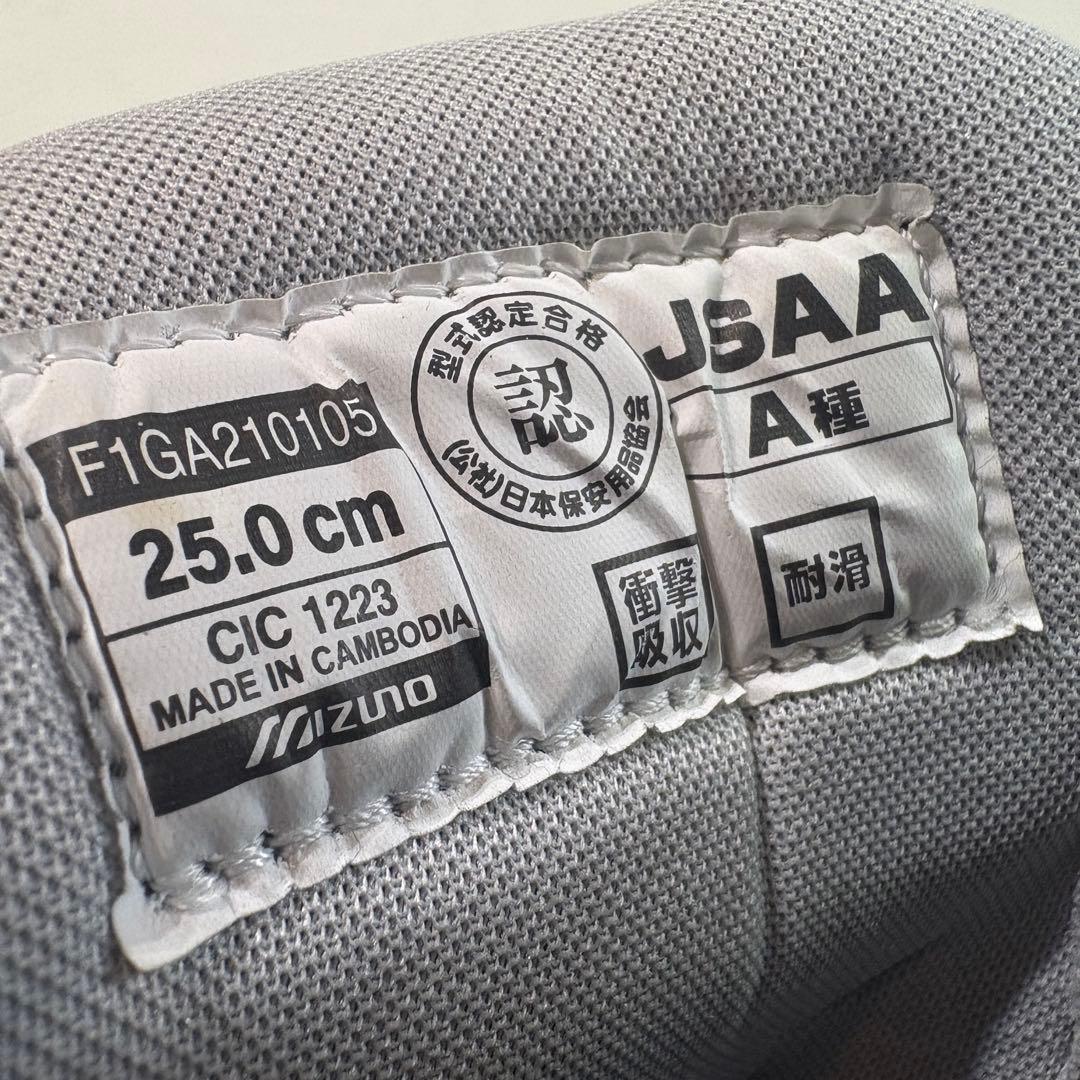 F1GA210105
25.0 cm
CIC 1223
MADE IN CAMBODIA
MIZUNO
型式認定合格
認
(公社)日本保安用品協会
JSAA
A種
衝撃
吸収
耐滑